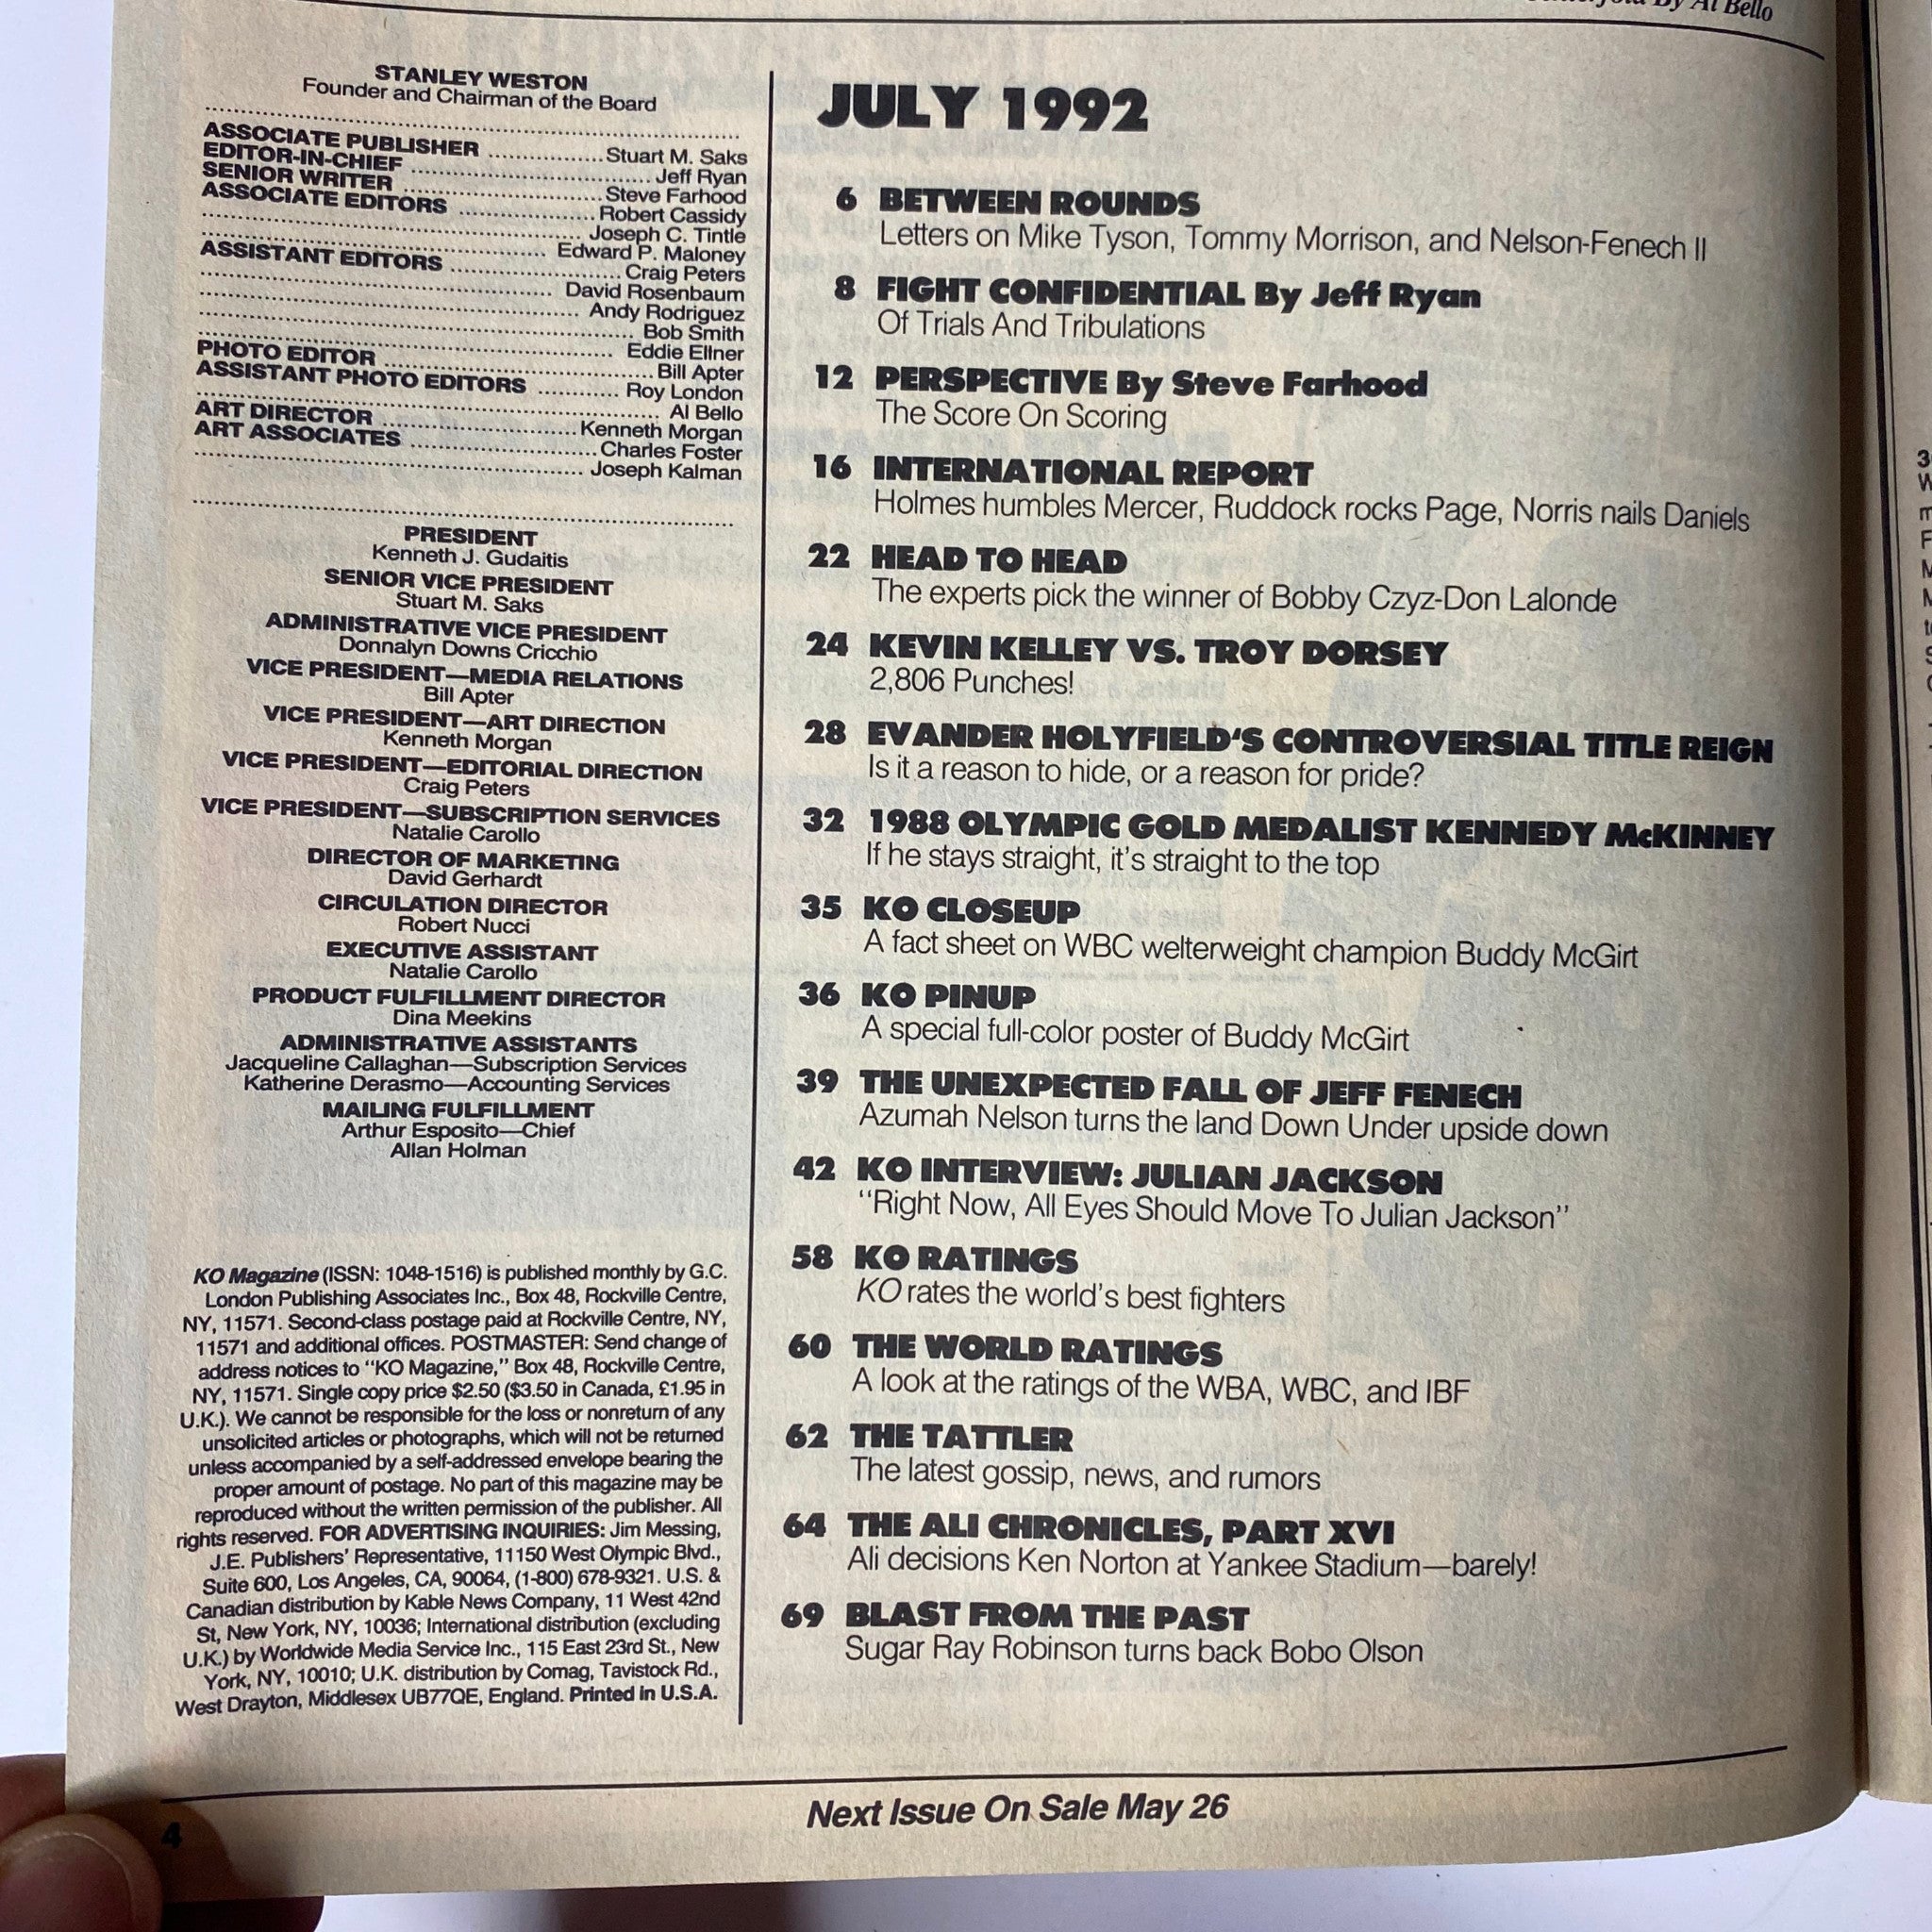 By Al Bello
STANLEY WESTON
Founder and Chairman of the Board
ASSOCIATE PUBLISHER ................. Stuart M. Saks
EDITOR-IN-CHIEF ................. Jeff Ryan
SENIOR WRITER ................. Steve Farhood
ASSOCIATE EDITORS ................. Robert Cassidy
................. Joseph C. Tintle
................. Edward P. Maloney
ASSISTANT EDITORS ................. Craig Peters
................. David Rosenbaum
................. Andy Rodriguez
................. Bob Smith
................. Eddie Ellner
PHOTO EDITOR ................. Bill Apter
ASSISTANT PHOTO EDITORS ................. Roy London
................. Al Bello
ART DIRECTOR ................. Kenneth Morgan
ART ASSOCIATES ................. Charles Foster
................. Joseph Kalman
PRESIDENT
Kenneth J. Gudaitis
SENIOR VICE PRESIDENT
Stuart M. Saks
ADMINISTRATIVE VICE PRESIDENT
Donnalyn Downs Cricchio
VICE PRESIDENT—MEDIA RELATIONS
Bill Apter
VICE PRESIDENT—ART DIRECTION
Kenneth Morgan
VICE PRESIDENT—EDITORIAL DIRECTION
Craig Peters
VICE PRESIDENT—SUBSCRIPTION SERVICES
Natalie Carollo
DIRECTOR OF MARKETING
David Gerhardt
CIRCULATION DIRECTOR
Robert Nucci
EXECUTIVE ASSISTANT
Natalie Carollo
PRODUCT FULFILLMENT DIRECTOR
Dina Meekins
ADMINISTRATIVE ASSISTANTS
Jacqueline Callaghan—Subscription Services
Katherine Derasmo—Accounting Services
MAILING FULFILLMENT
Arthur Esposito—Chief
Allan Holman
KO Magazine (ISSN: 1048-1516) is published monthly by G.C.
London Publishing Associates Inc., Box 48, Rockville Centre,
NY, 11571. Second-class postage paid at Rockville Centre, NY,
11571 and additional offices. POSTMASTER: Send change of
address notices to "KO Magazine," Box 48, Rockville Centre,
NY, 11571. Single copy price $2.50 ($3.50 in Canada, £1.95 in
U.K.). We cannot be responsible for the loss or nonreturn of any
unsolicited articles or photographs, which will not be returned
unless accompanied by a self-addressed envelope bearing the
proper amount of postage. No part of this magazine may be
reproduced without the written permission of the publisher. All
rights reserved. FOR ADVERTISING INQUIRIES: Jim Messing,
J.E. Publishers' Representative, 11150 West Olympic Blvd.,
Suite 600, Los Angeles, CA, 90064, (1-800) 678-9321. U.S. &
Canadian distribution by Kable News Company, 11 West 42nd
St, New York, NY, 10036; International distribution (excluding
U.K.) by Worldwide Media Service Inc., 115 East 23rd St., New
York, NY, 10010; U.K. distribution by Comag, Tavistock Rd.,
West Drayton, Middlesex UB77QE, England. Printed in U.S.A.
JULY 1992
6 BETWEEN ROUNDS
Letters on Mike Tyson, Tommy Morrison, and Nelson-Fenech II
8 FIGHT CONFIDENTIAL By Jeff Ryan
Of Trials And Tribulations
12 PERSPECTIVE By Steve Farhood
The Score On Scoring
16 INTERNATIONAL REPORT
Holmes humbles Mercer, Ruddock rocks Page, Norris nails Daniels
22 HEAD TO HEAD
The experts pick the winner of Bobby Czyz-Don Lalonde
24 KEVIN KELLEY VS. TROY DORSEY
2,806 Punches!
28 EVANDER HOLYFIELD'S CONTROVERSIAL TITLE REIGN
Is it a reason to hide, or a reason for pride?
32 1988 OLYMPIC GOLD MEDALIST KENNEDY McKINNEY
If he stays straight, it's straight to the top
35 KO CLOSEUP
A fact sheet on WBC welterweight champion Buddy McGirt
36 KO PINUP
A special full-color poster of Buddy McGirt
39 THE UNEXPECTED FALL OF JEFF FENECH
Azumah Nelson turns the land Down Under upside down
42 KO INTERVIEW: JULIAN JACKSON
"Right Now, All Eyes Should Move To Julian Jackson"
58 KO RATINGS
KO rates the world's best fighters
60 THE WORLD RATINGS
A look at the ratings of the WBA, WBC, and IBF
62 THE TATTLER
The latest gossip, news, and rumors
64 THE ALI CHRONICLES, PART XVI
Ali decisions Ken Norton at Yankee Stadium—barely!
69 BLAST FROM THE PAST
Sugar Ray Robinson turns back Bobo Olson
Next Issue On Sale May 26
4